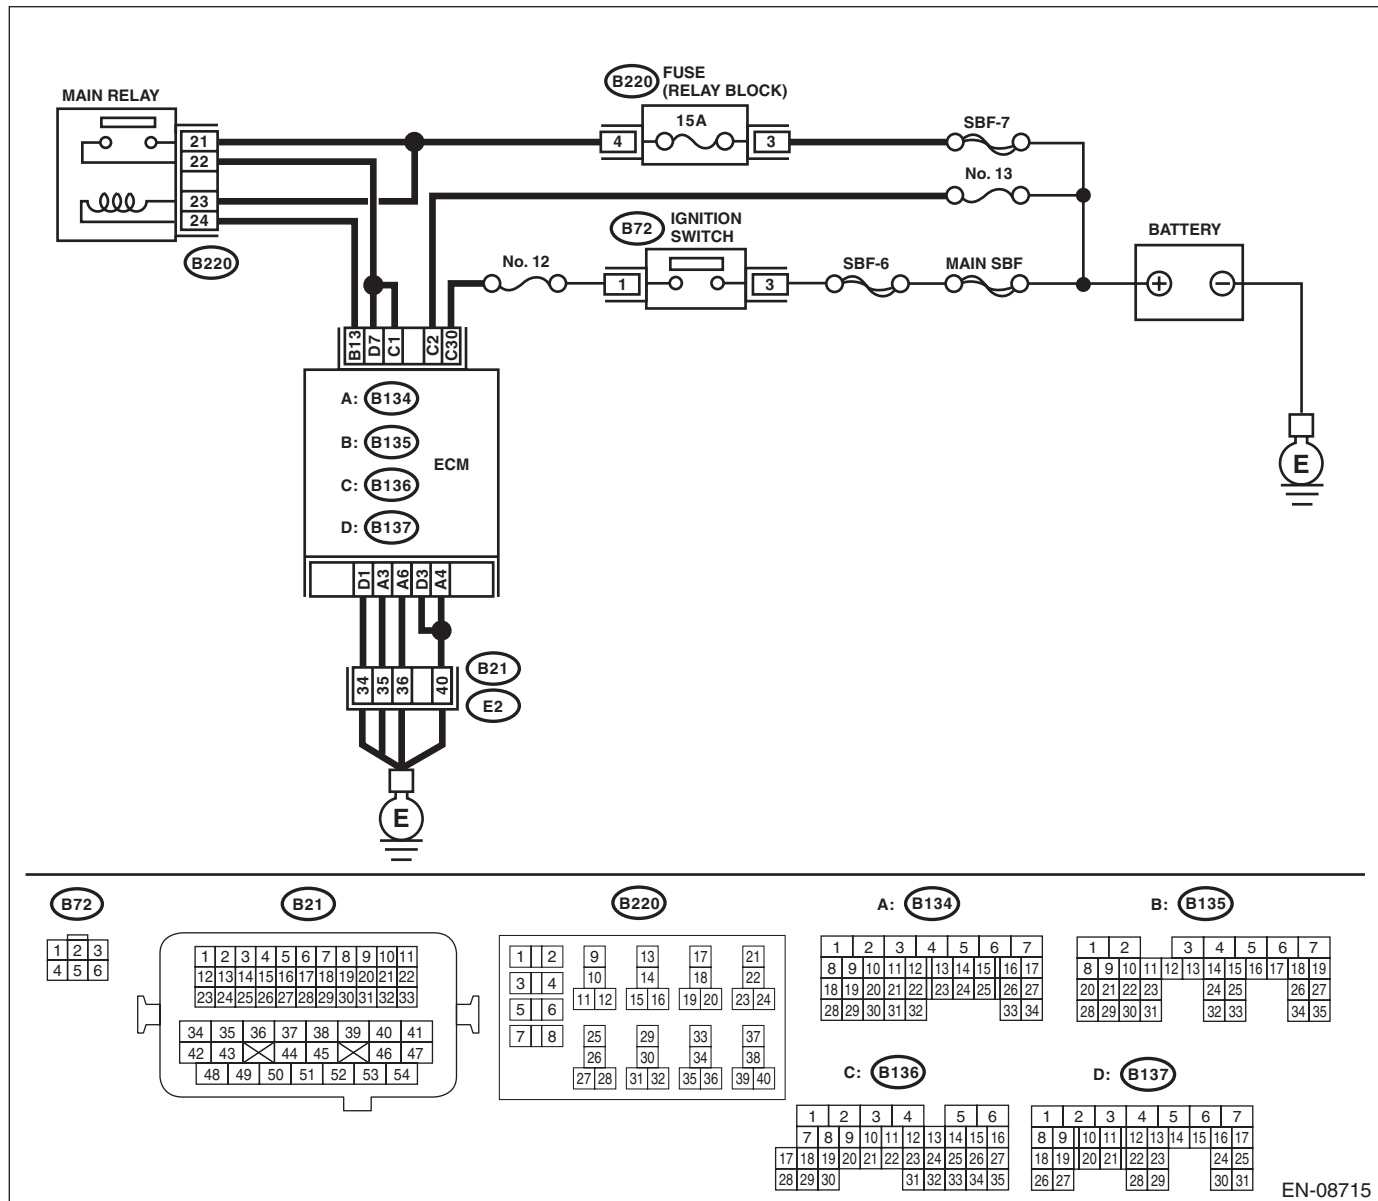 B220
FUSE
(RELAY BLOCK)
MAIN RELAY
15A
SBF-7
21
4
3
22
No. 13
23
24
B72
IGNITION
SWITCH
BATTERY
B220
No. 12
SBF-6
MAIN SBF
1
3
+
−
B13
D7
C1
C2
C30
A: B134
B: B135
ECM
C: B136
D: B137
E
D1
A3
A6
D3
A4
B21
34
35
36
40
E2
E
B72
1 2 3
4 5 6
B21
1 2 3 4 5 6 7 8 9 10 11
12 13 14 15 16 17 18 19 20 21 22
23 24 25 26 27 28 29 30 31 32 33
34 35 36 37 38 39 40 41
42 43 44 45 46 47
48 49 50 51 52 53 54
B220
1 2 9 13 17 21
3 4 10 14 18 22
11 12 15 16 19 20 23 24
5 6
7 8 25 29 33 37
26 30 34 38
27 28 31 32 35 36 39 40
A: B134
1 2 3 4 5 6 7
8 9 10 11 12 13 14 15 16 17
18 19 20 21 22 23 24 25 26 27
28 29 30 31 32 33 34
B: B135
1 2 3 4 5 6 7
8 9 10 11 12 13 14 15 16 17 18 19
20 21 22 23 24 25 26 27
28 29 30 31 32 33 34 35
C: B136
1 2 3 4 5 6
7 8 9 10 11 12 13 14 15 16
17 18 19 20 21 22 23 24 25 26 27
28 29 30 31 32 33 34 35
D: B137
1 2 3 4 5 6 7
8 9 10 11 12 13 14 15 16 17
18 19 20 21 22 23 24 25
26 27 28 29 30 31
EN-08715